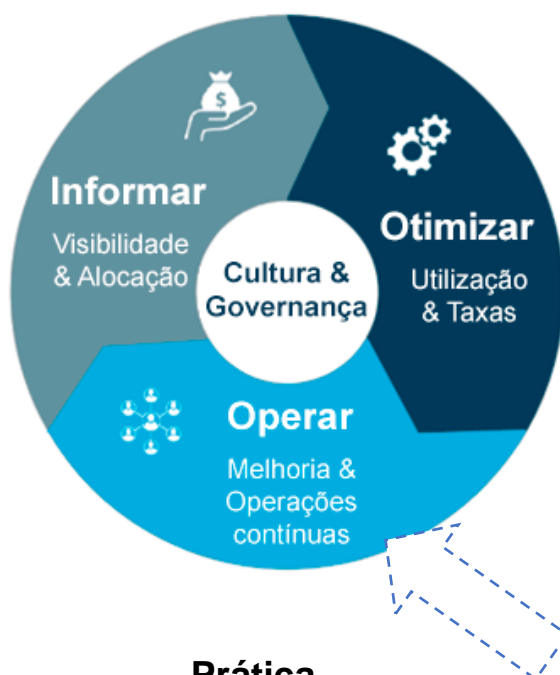 Informar
Visibilidade
& Alocação
Otimizar
Utilização
& Taxas
Cultura &
Governança
Operar
Melhoria &
Operações
contínuas
Prática
$